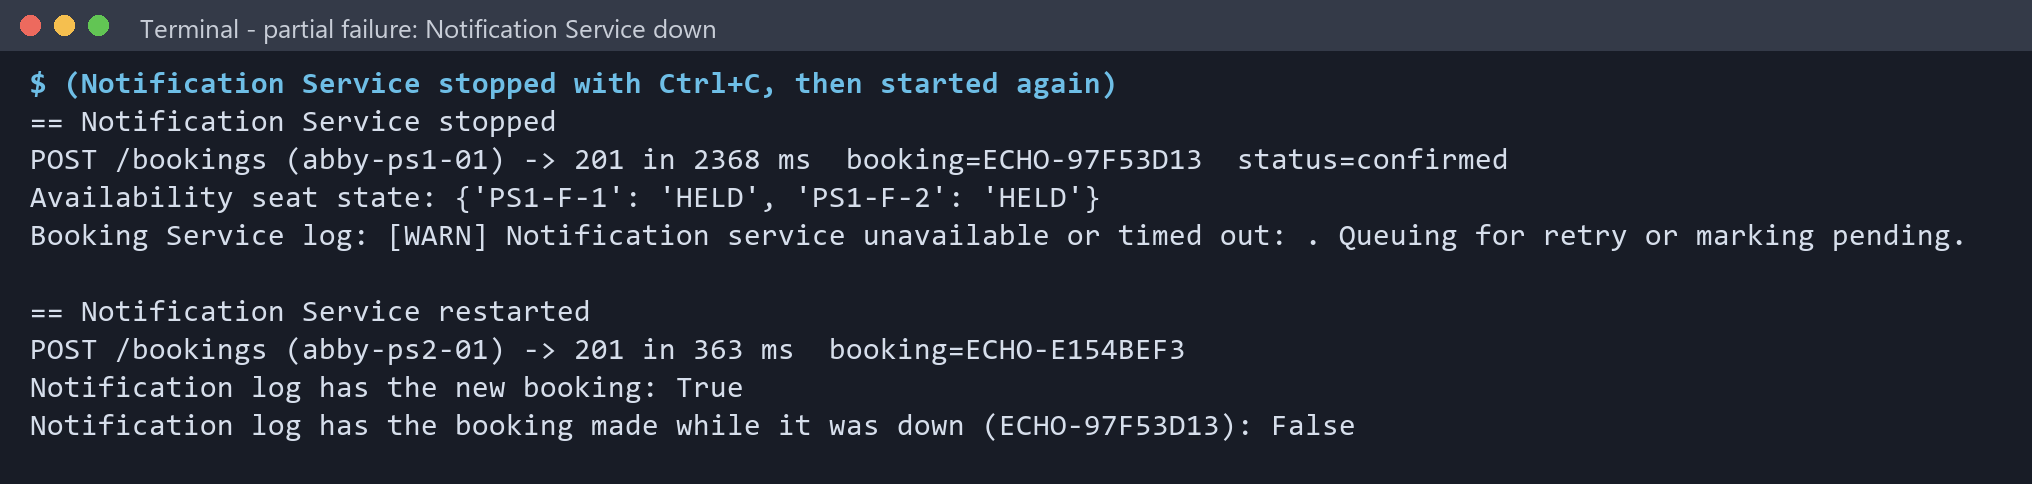 Terminal - partial failure: Notification Service down
$ (Notification Service stopped with Ctrl+C, then started again)
== Notification Service stopped
POST /bookings (abby-ps1-01) -> 201 in 2368 ms  booking=ECHO-97F53D13  status=confirmed
Availability seat state: {'PS1-F-1': 'HELD', 'PS1-F-2': 'HELD'}
Booking Service log: [WARN] Notification service unavailable or timed out: . Queuing for retry or marking pending.
== Notification Service restarted
POST /bookings (abby-ps2-01) -> 201 in 363 ms  booking=ECHO-E154BEF3
Notification log has the new booking: True
Notification log has the booking made while it was down (ECHO-97F53D13): False